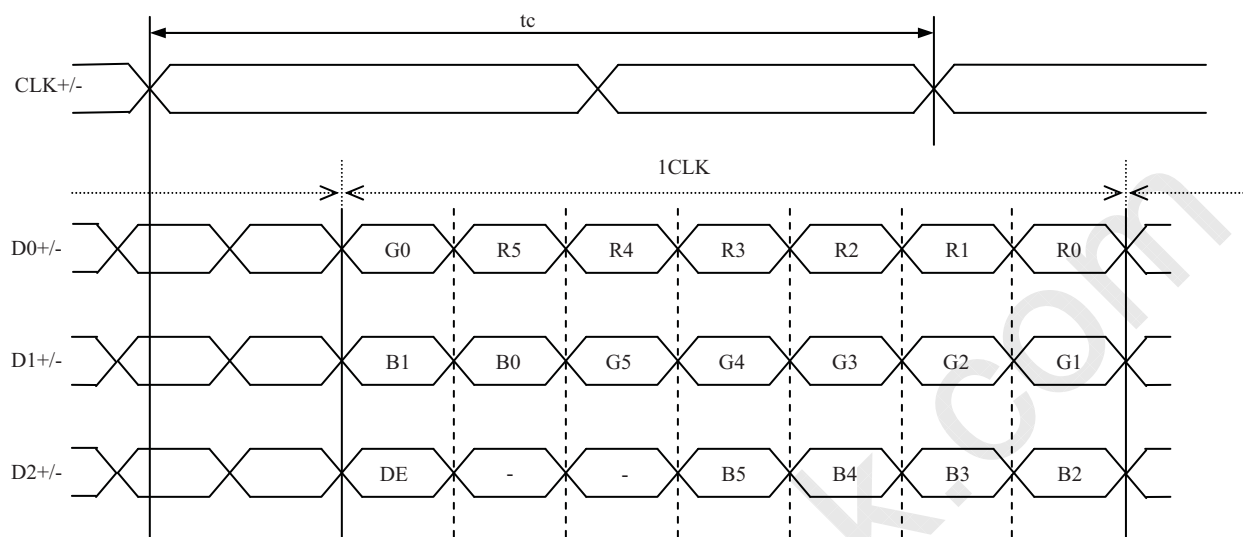 tc
CLK+/-
1CLK
D0+/- G0 R5 R4 R3 R2 R1 R0
D1+/- B1 B0 G5 G4 G3 G2 G1
D2+/- DE - - B5 B4 B3 B2
k.com